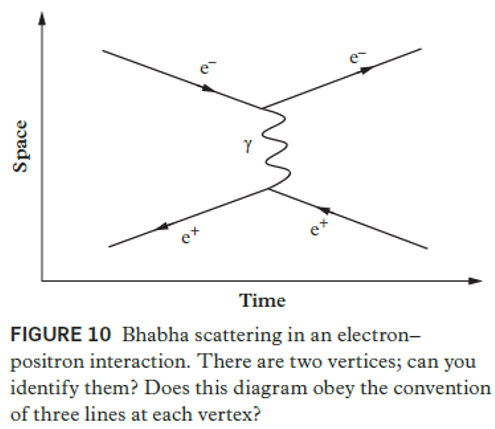 e⁻
e⁻
Space
γ
e⁺
e⁺
Time
FIGURE 10 Bhabha scattering in an electron–
positron interaction. There are two vertices; can you
identify them? Does this diagram obey the convention
of three lines at each vertex?